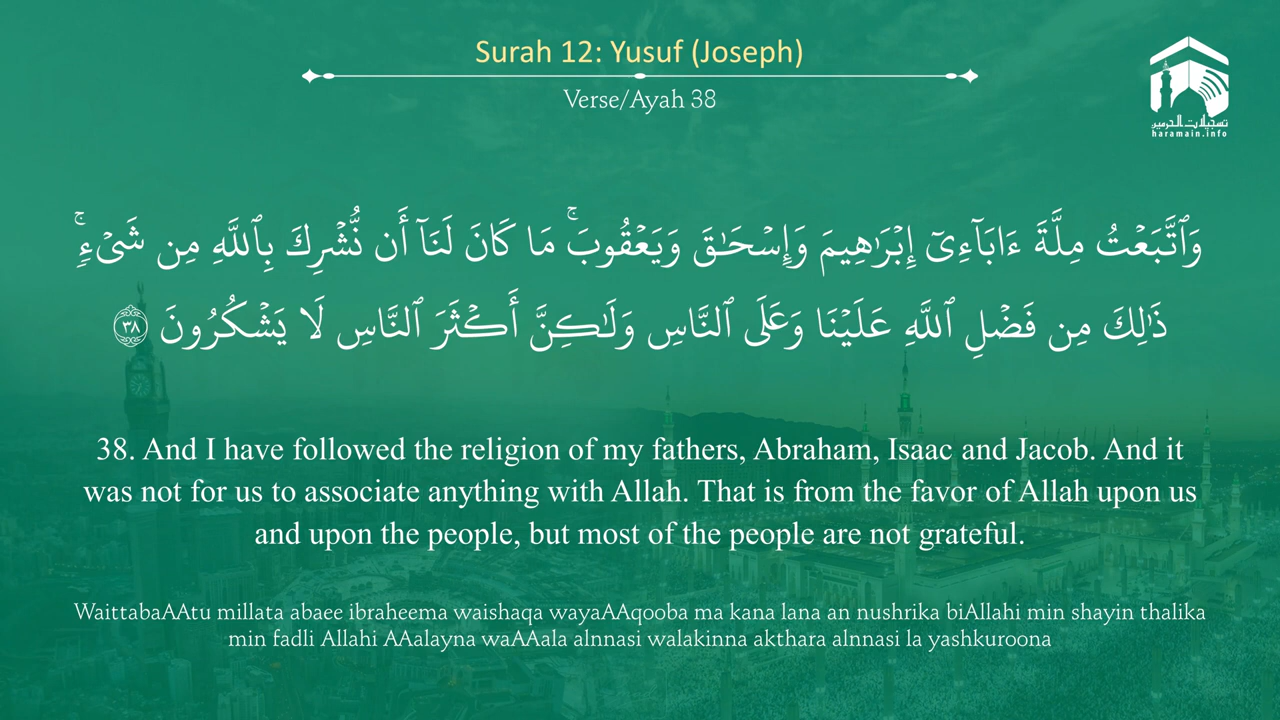 Surah 12: Yusuf (Joseph)
Verse/Ayah 38
تسجيلات الحرمين
haramain.info
وَٱتَّبَعْتُ مِلَّةَ ءَابَآءِىٓ إِبْرَٰهِيمَ وَإِسْحَـٰقَ وَيَعْقُوبَ ۚ مَا كَانَ لَنَآ أَن نُّشْرِكَ بِٱللَّهِ مِن شَىْءٍۢ ۚ
ذَٰلِكَ مِن فَضْلِ ٱللَّهِ عَلَيْنَا وَعَلَى ٱلنَّاسِ وَلَـٰكِنَّ أَكْثَرَ ٱلنَّاسِ لَا يَشْكُرُونَ ٣٨
38. And I have followed the religion of my fathers, Abraham, Isaac and Jacob. And it
was not for us to associate anything with Allah. That is from the favor of Allah upon us
and upon the people, but most of the people are not grateful.
WaittabaAAtu millata abaee ibraheema waishaqa wayaAAqooba ma kana lana an nushrika biAllahi min shayin thalika
min fadli Allahi AAalayna waAAala alnnasi walakinna akthara alnnasi la yashkuroona